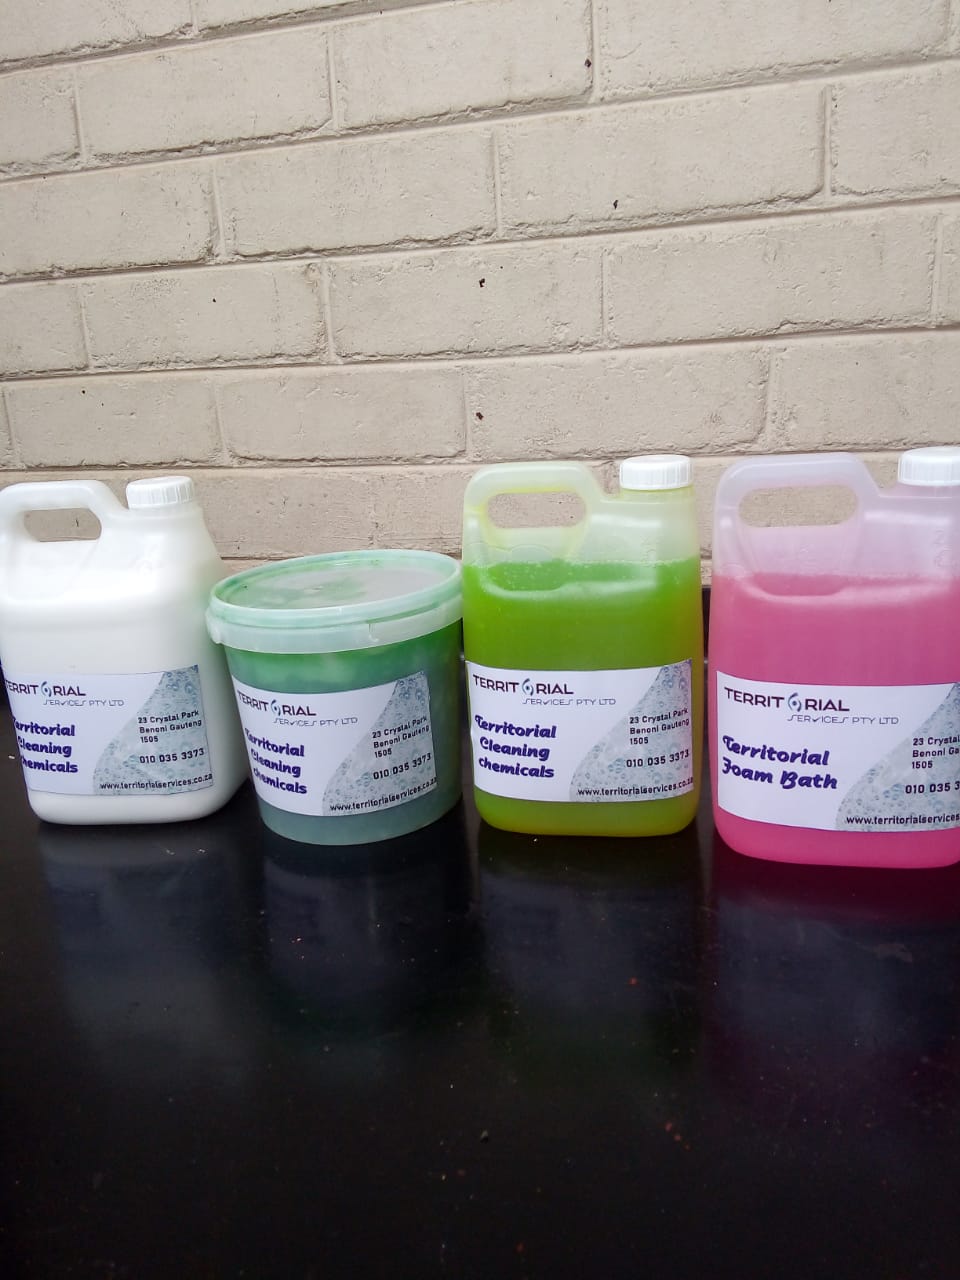 TERRITORIAL
SERVICES PTY LTD
Territorial
Cleaning
chemicals
23 Crystal Park
Benoni Gauteng
1505
010 035 3373
www.territorialservices.co.za
TERRITORIAL
SERVICES PTY LTD
Territorial
Cleaning
chemicals
23 Crystal Park
Benoni Gauteng
1505
010 035 3373
www.territorialservices.co.za
TERRITORIAL
SERVICES PTY LTD
Territorial
Cleaning
chemicals
23 Crystal Park
Benoni Gauteng
1505
010 035 3373
www.territorialservices.co.za
TERRITORIAL
SERVICES PTY LTD
Territorial
Foam Bath
23 Crystal
Benoni Ga
1505
010 035 3
www.territorialservices